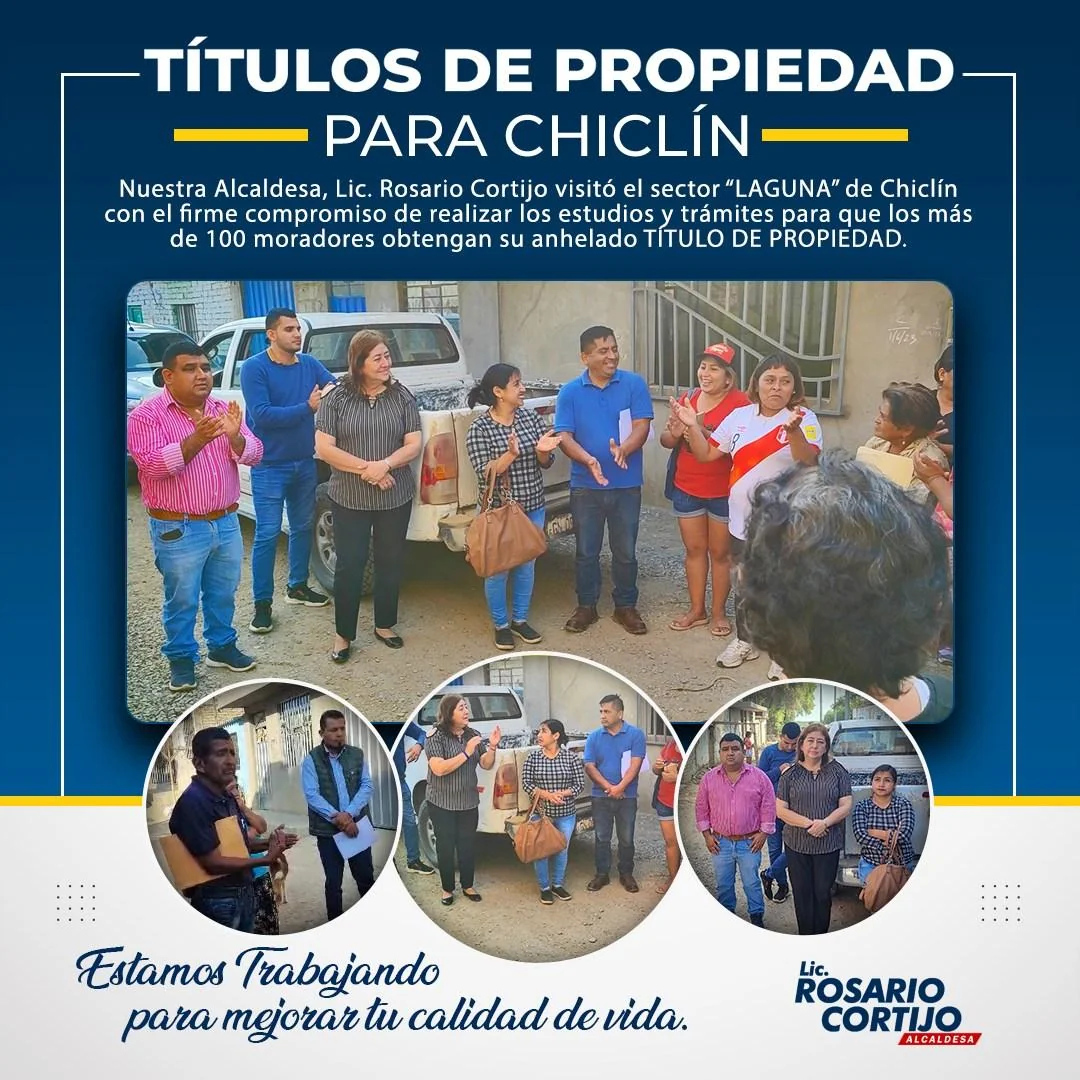 TÍTULOS DE PROPIEDAD
PARA CHICLÍN
Nuestra Alcaldesa, Lic. Rosario Cortijo visitó el sector “LAGUNA” de Chiclín
con el firme compromiso de realizar los estudios y trámites para que los más
de 100 moradores obtengan su anhelado TÍTULO DE PROPIEDAD.
Estamos Trabajando
para mejorar tu calidad de vida.
Lic.
ROSARIO
CORTIJO
ALCALDESA